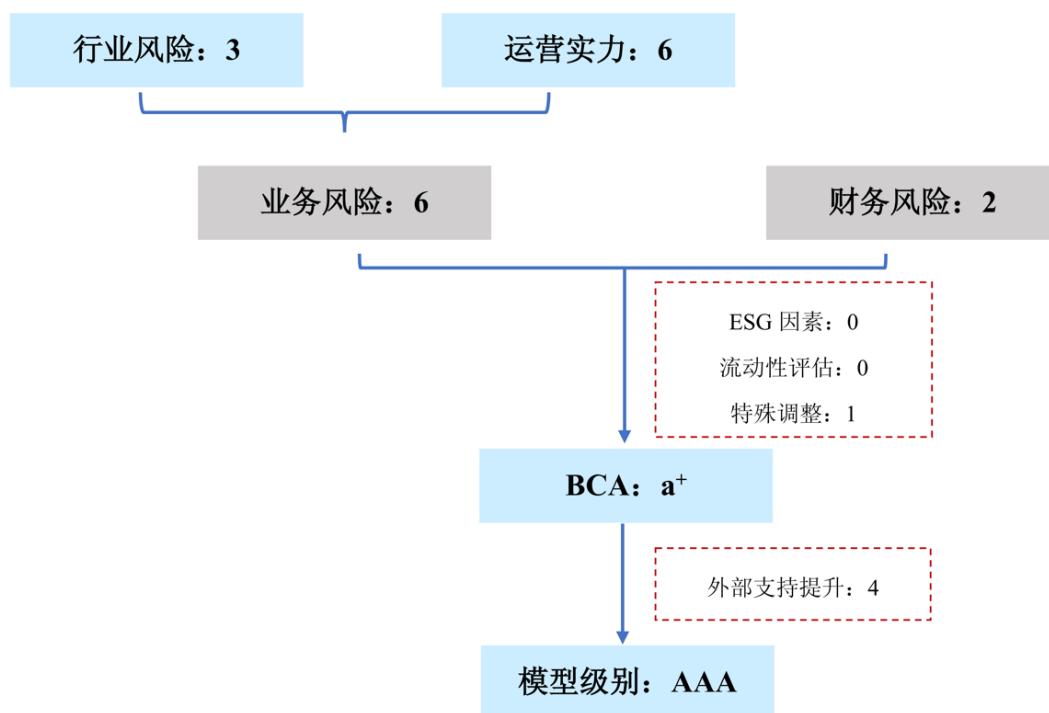 行业风险：3
运营实力：6
业务风险：6
财务风险：2
ESG 因素：0
流动性评估：0
特殊调整：1
BCA：a⁺
外部支持提升：4
模型级别：AAA